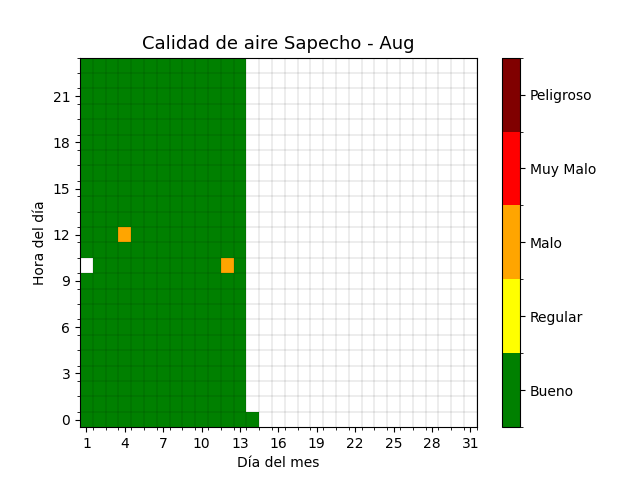 Calidad de aire Sapecho - Aug
Hora del día
21
18
15
12
9
6
3
0
1 4 7 10 13 16 19 22 25 28 31
Día del mes
Peligroso
Muy Malo
Malo
Regular
Bueno